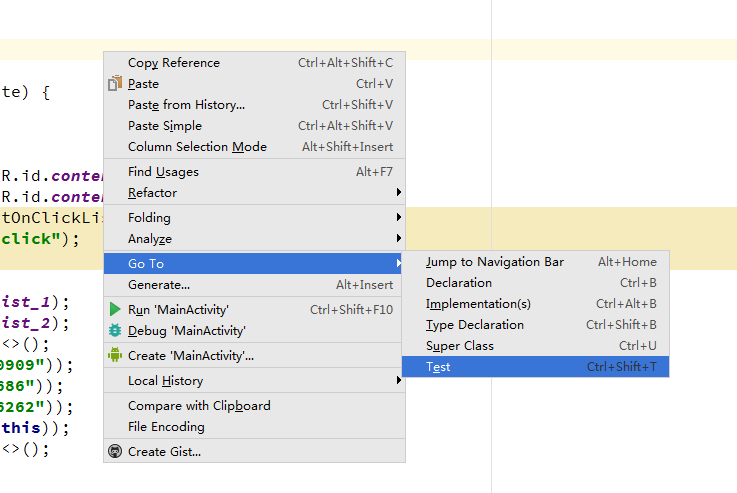 te) {
Copy Reference Ctrl+Alt+Shift+C
Paste Ctrl+V
Paste from History... Ctrl+Shift+V
Paste Simple Ctrl+Alt+Shift+V
Column Selection Mode Alt+Shift+Insert
Find Usages Alt+F7
R.id.conte
Refactor
R.id.conte
Folding
tOnClickLis
Analyze
click");
Go To
Jump to Navigation Bar Alt+Home
Generate... Alt+Insert
Declaration Ctrl+B
ist_1);
Run 'MainActivity' Ctrl+Shift+F10
Implementation(s) Ctrl+Alt+B
ist_2);
Debug 'MainActivity'
Type Declaration Ctrl+Shift+B
<>();
Super Class Ctrl+U
Create 'MainActivity'...
0909"));
Test Ctrl+Shift+T
686"));
Local History
6262"));
Compare with Clipboard
this));
File Encoding
<>();
Create Gist...